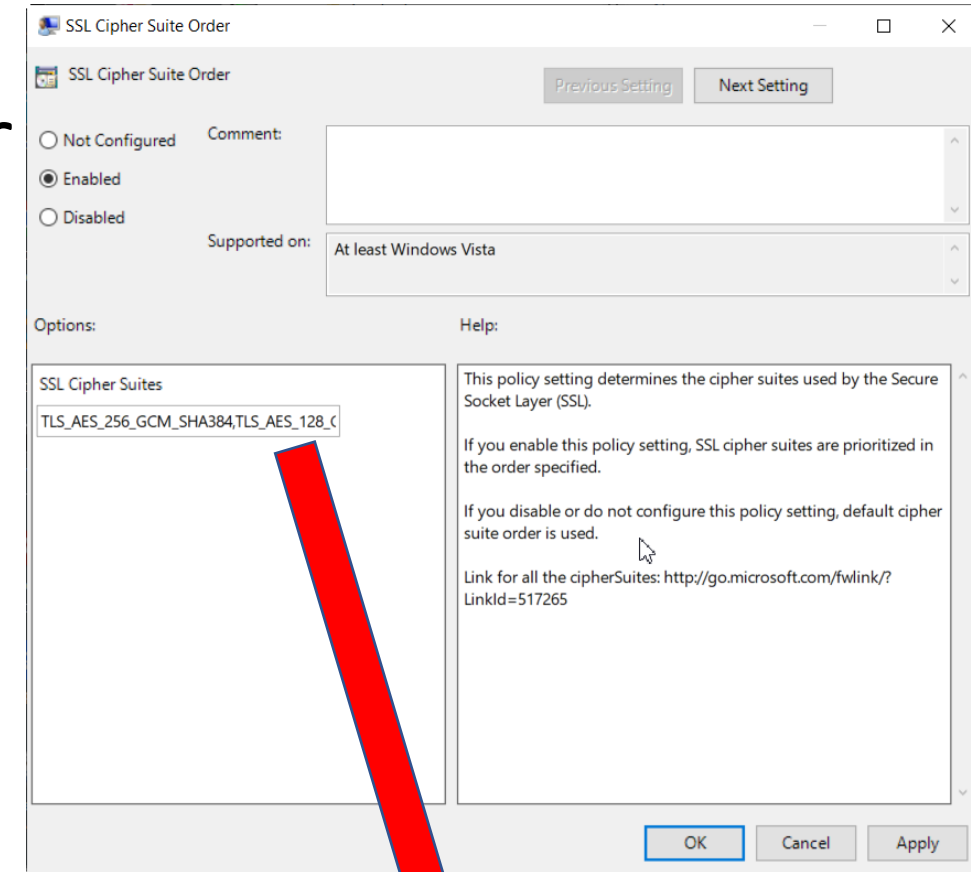 SSL Cipher Suite Order
SSL Cipher Suite Order
Previous Setting
Next Setting
Not Configured
Comment:
Enabled
Disabled
Supported on:
At least Windows Vista
Options:
Help:
SSL Cipher Suites
TLS_AES_256_GCM_SHA384,TLS_AES_128_
This policy setting determines the cipher suites used by the Secure
Socket Layer (SSL).
If you enable this policy setting, SSL cipher suites are prioritized in
the order specified.
If you disable or do not configure this policy setting, default cipher
suite order is used.
Link for all the cipherSuites: http://go.microsoft.com/fwlink/?
LinkId=517265
OK
Cancel
Apply